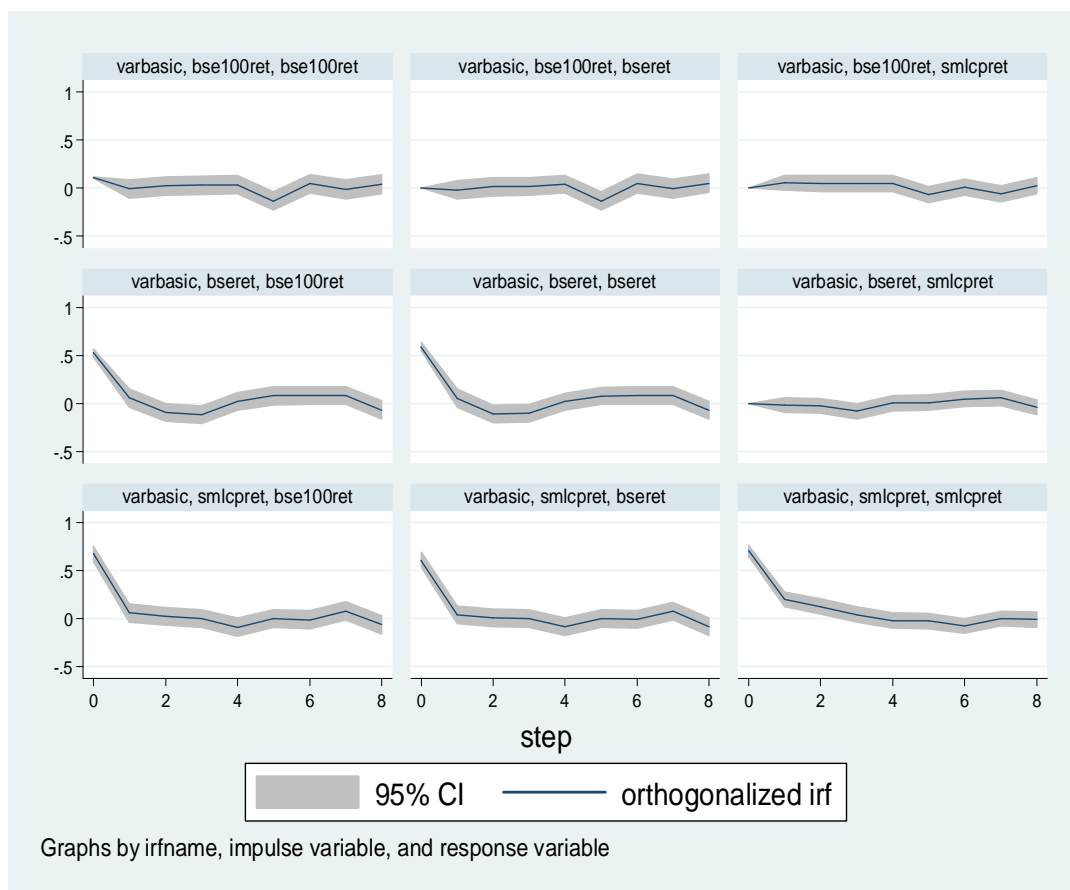 varbasic, bse100ret, bse100ret
varbasic, bse100ret, bseret
varbasic, bse100ret, smlcpret
1
.5
0
-.5
varbasic, bseret, bse100ret
varbasic, bseret, bseret
varbasic, bseret, smlcpret
1
.5
0
-.5
varbasic, smlcpret, bse100ret
varbasic, smlcpret, bseret
varbasic, smlcpret, smlcpret
1
.5
0
-.5
0 2 4 6 8
0 2 4 6 8
0 2 4 6 8
step
95% CI
orthogonalized irf
Graphs by irfname, impulse variable, and response variable